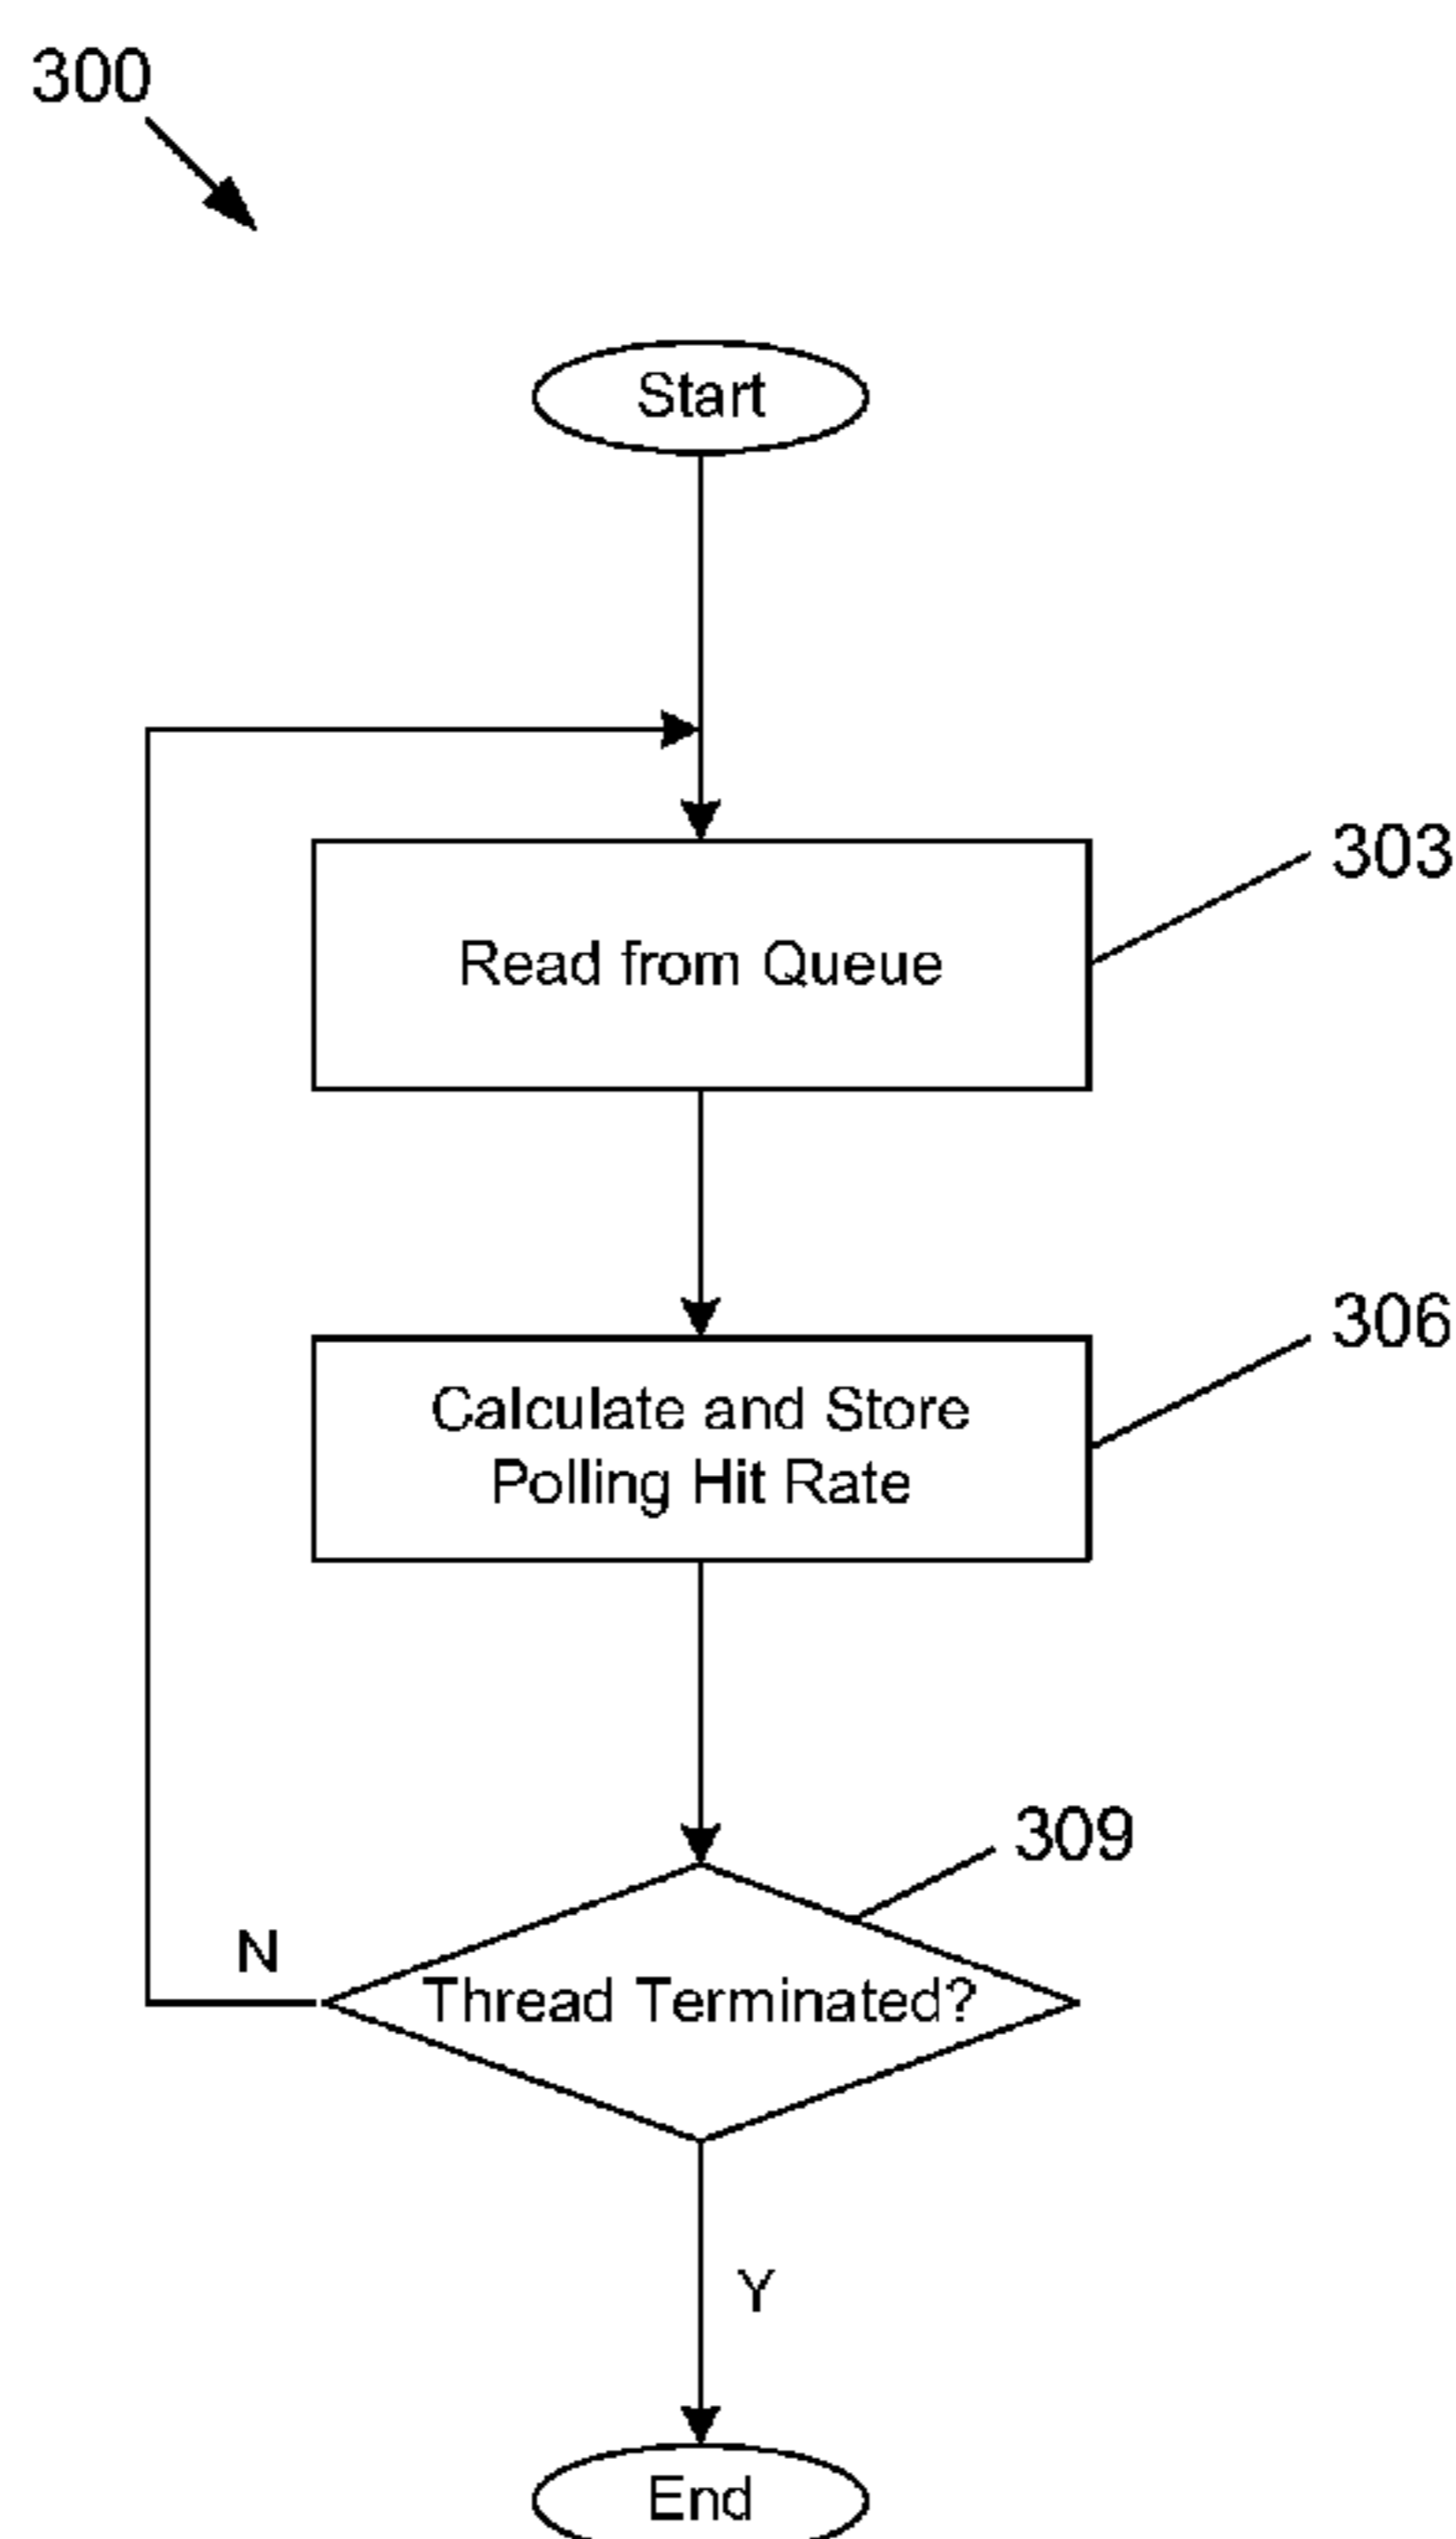 300
Start
303
Read from Queue
306
Calculate and Store
Polling Hit Rate
309
N
Thread Terminated?
Y
End